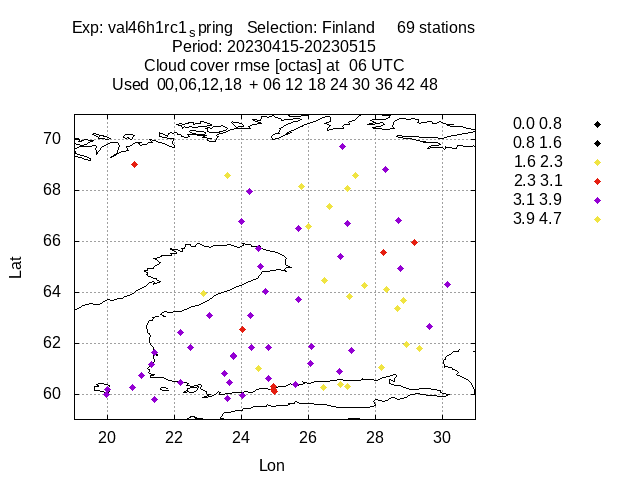 Exp: val46h1rc1spring Selection: Finland 69 stations
Period: 20230415-20230515
Cloud cover rmse [octas] at 06 UTC
Used 00,06,12,18 + 06 12 18 24 30 36 42 48
0.0 0.8
0.8 1.6
1.6 2.3
2.3 3.1
3.1 3.9
3.9 4.7
70
68
66
64
62
60
Lat
20 22 24 26 28 30
Lon